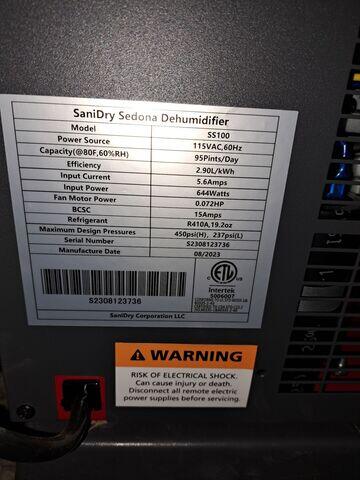 SaniDry Sedona Dehumidifier
Model SS100
Power Source 115VAC,60Hz
Capacity(@80F,60%RH) 95Pints/Day
Efficiency 2.90L/kWh
Input Current 5.6Amps
Input Power 644Watts
Fan Motor Power 0.072HP
BCSC 15Amps
Refrigerant R410A,19.2oz
Maximum Design Pressures 450psi(H), 237psi(L)
Serial Number S2308123736
Manufacture Date 08/2023
S2308123736
SaniDry Corporation LLC
ETL
Intertek
5006007
WARNING
RISK OF ELECTRICAL SHOCK.
Can cause injury or death.
Disconnect all remote electric
power supplies before servicing.